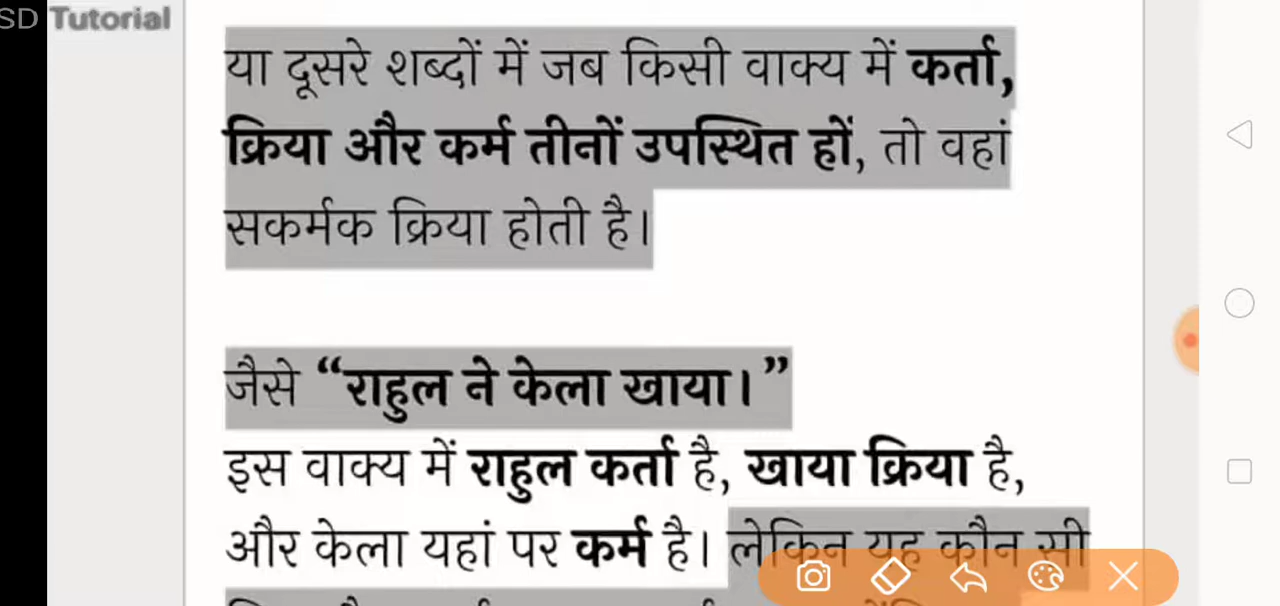 SD Tutorial
या दूसरे शब्दों में जब किसी वाक्य में कर्ता,
क्रिया और कर्म तीनों उपस्थित हों, तो वहां
सकर्मक क्रिया होती है।
जैसे “राहुल ने केला खाया।”
इस वाक्य में राहुल कर्ता है, खाया क्रिया है,
और केला यहां पर कर्म है। लेकिन यह कौन सी